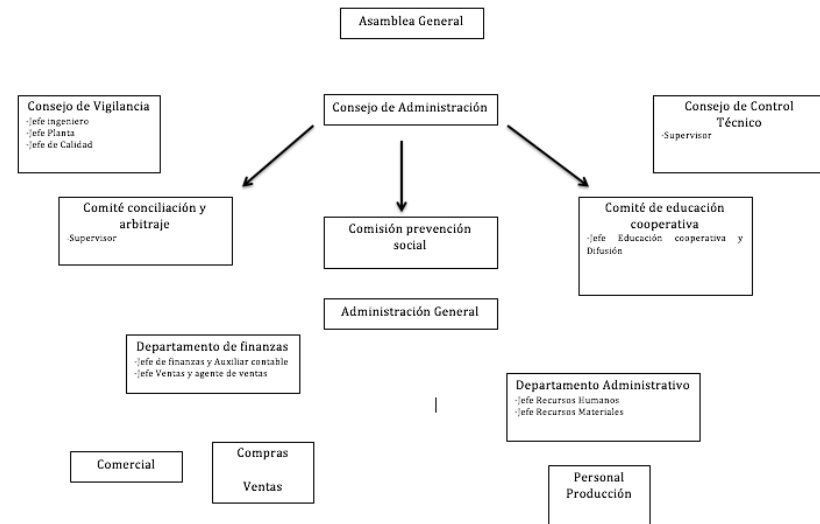 Asamblea General
Consejo de Vigilancia
-Jefe ingeniero
-Jefe Planta
-Jefe de Calidad
Consejo de Administración
Consejo de Control
Técnico
-Supervisor
Comité conciliación y
arbitraje
-Supervisor
Comisión prevención
social
Comité de educación
cooperativa
-Jefe Educación cooperativa y
Difusión
Administración General
Departamento de finanzas
-Jefe de finanzas y Auxiliar contable
-Jefe Ventas y agente de ventas
Departamento Administrativo
-Jefe Recursos Humanos
-Jefe Recursos Materiales
Comercial
Compras
Ventas
Personal
Producción